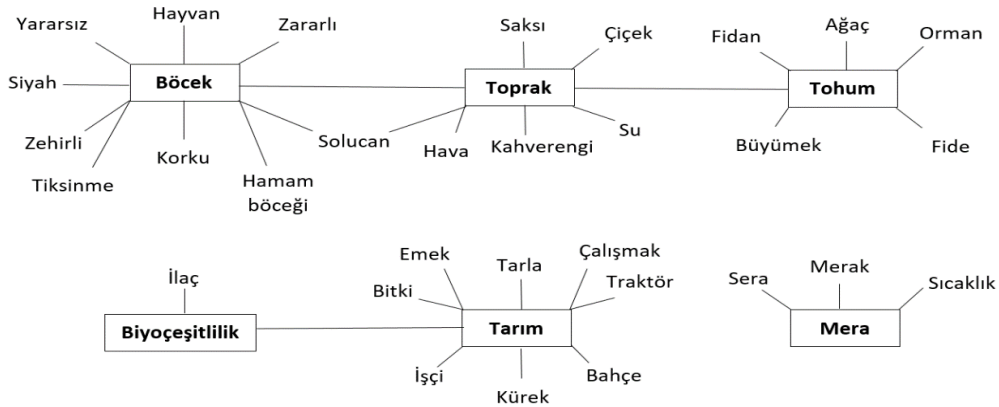 Yararsız
Hayvan
Zararlı
Siyah
Böcek
Zehirli
Tiksinme
Korku
Hamam
böceği
Solucan
Saksı
Çiçek
Toprak
Hava
Kahverengi
Su
Fidan
Ağaç
Orman
Tohum
Büyümek
Fide
İlaç
Biyoçeşitlilik
Emek
Tarla
Çalışmak
Bitki
Traktör
Tarım
İşçi
Kürek
Bahçe
Sera
Merak
Sıcaklık
Mera